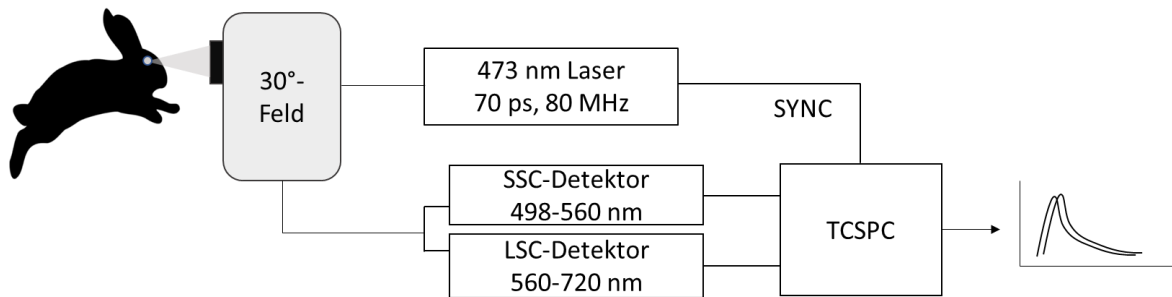 30°-
Feld
473 nm Laser
70 ps, 80 MHz
SYNC
SSC-Detektor
498-560 nm
LSC-Detektor
560-720 nm
TCSPC